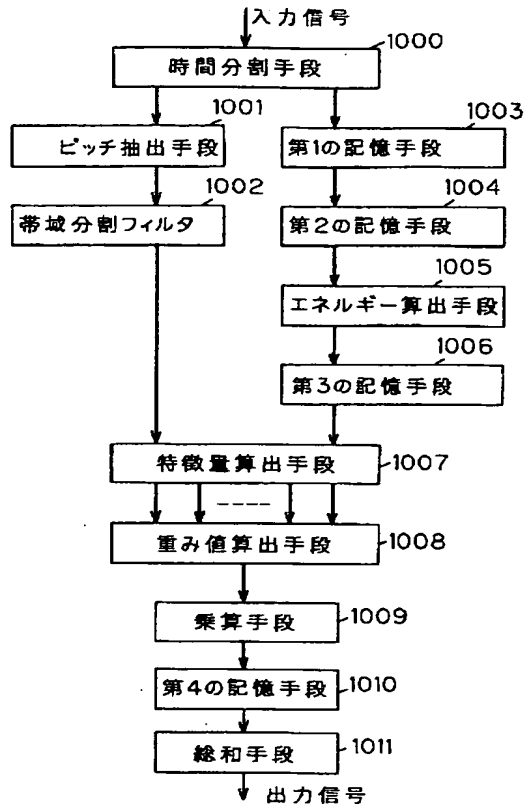 入力信号
1000
時間分割手段
1001
ピッチ抽出手段
1003
第1の記憶手段
1002
帯域分割フィルタ
1004
第2の記憶手段
1005
エネルギー算出手段
1006
第3の記憶手段
特徴量算出手段
1007
重み値算出手段
1008
乗算手段
1009
第4の記憶手段
1010
総和手段
1011
出力信号